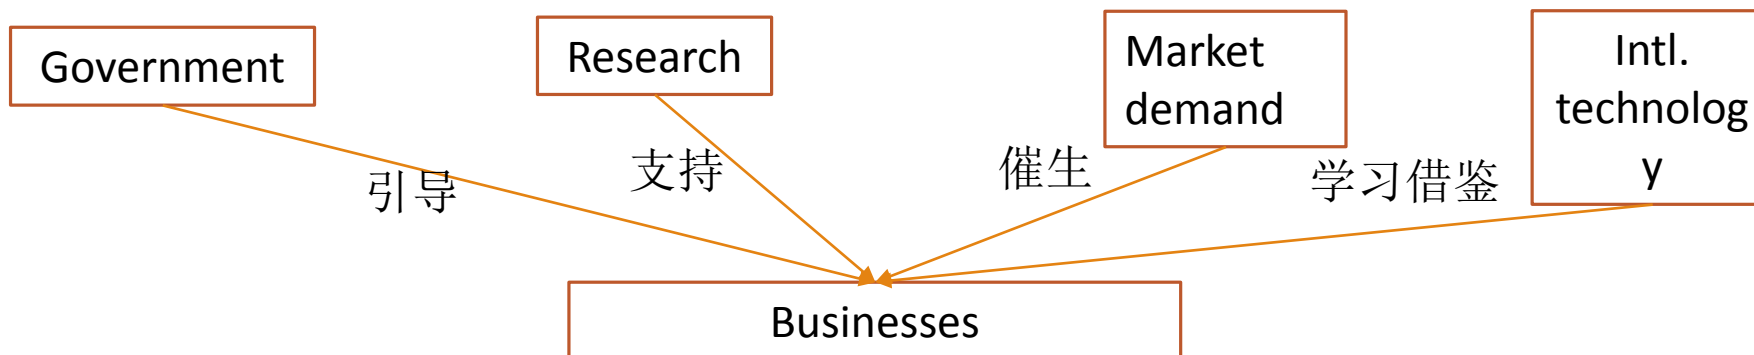 Government
Research
Market
demand
Intl.
technolog
y
引导
支持
催生
学习借鉴
Businesses